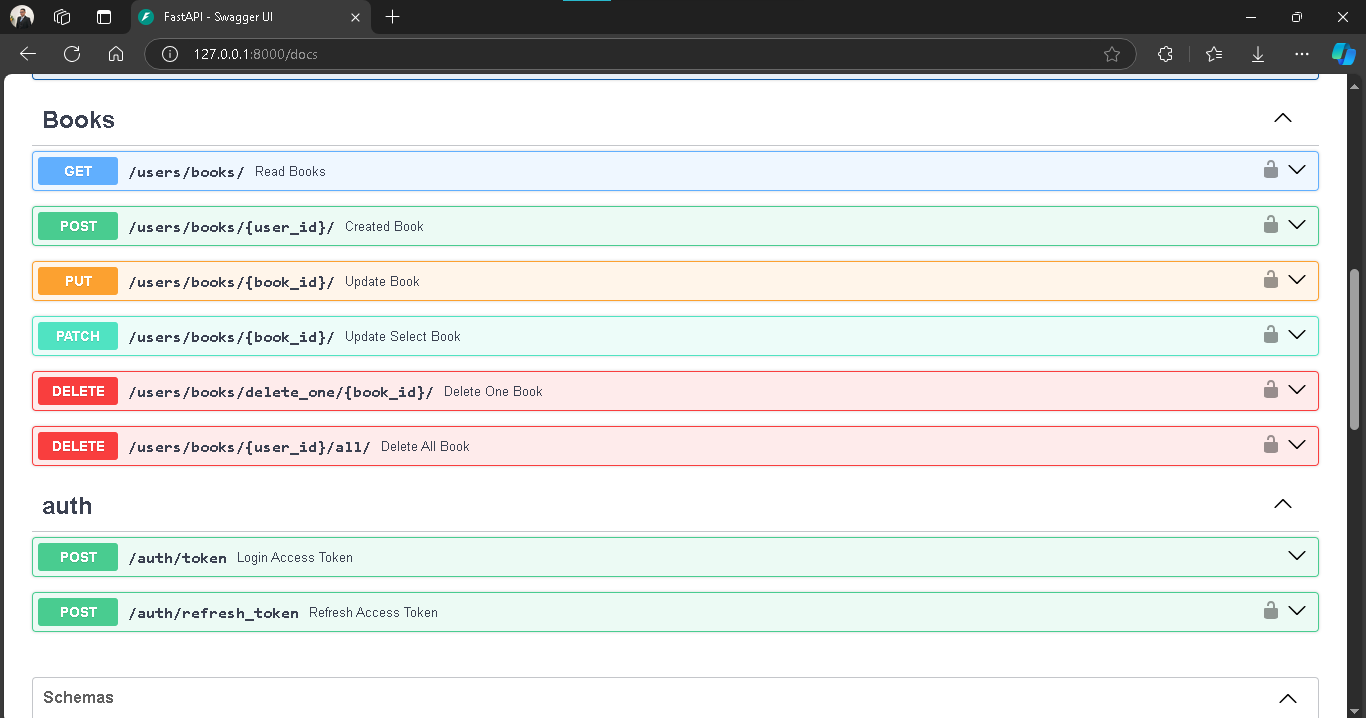 FastAPI - Swagger UI
127.0.0.1:8000/docs
Books
GET /users/books/ Read Books
POST /users/books/{user_id}/ Created Book
PUT /users/books/{book_id}/ Update Book
PATCH /users/books/{book_id}/ Update Select Book
DELETE /users/books/delete_one/{book_id}/ Delete One Book
DELETE /users/books/{user_id}/all/ Delete All Book
auth
POST /auth/token Login Access Token
POST /auth/refresh_token Refresh Access Token
Schemas